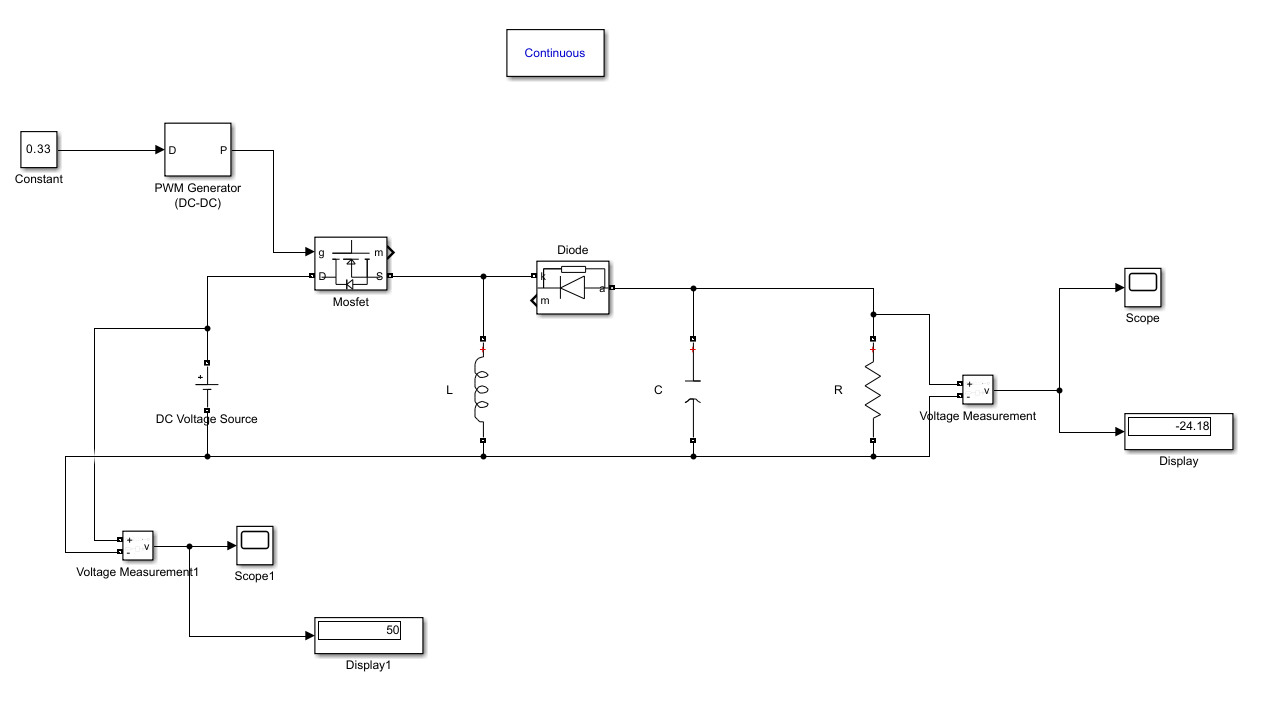 Continuous
0.33
Constant
D P
PWM Generator
(DC-DC)
g m
D S
Mosfet
Diode
k a
m
Scope
+
DC Voltage Source
+
L
+
C
+
R
+ v
-
Voltage Measurement
-24.18
Display
+ v
-
Voltage Measurement1
Scope1
50
Display1